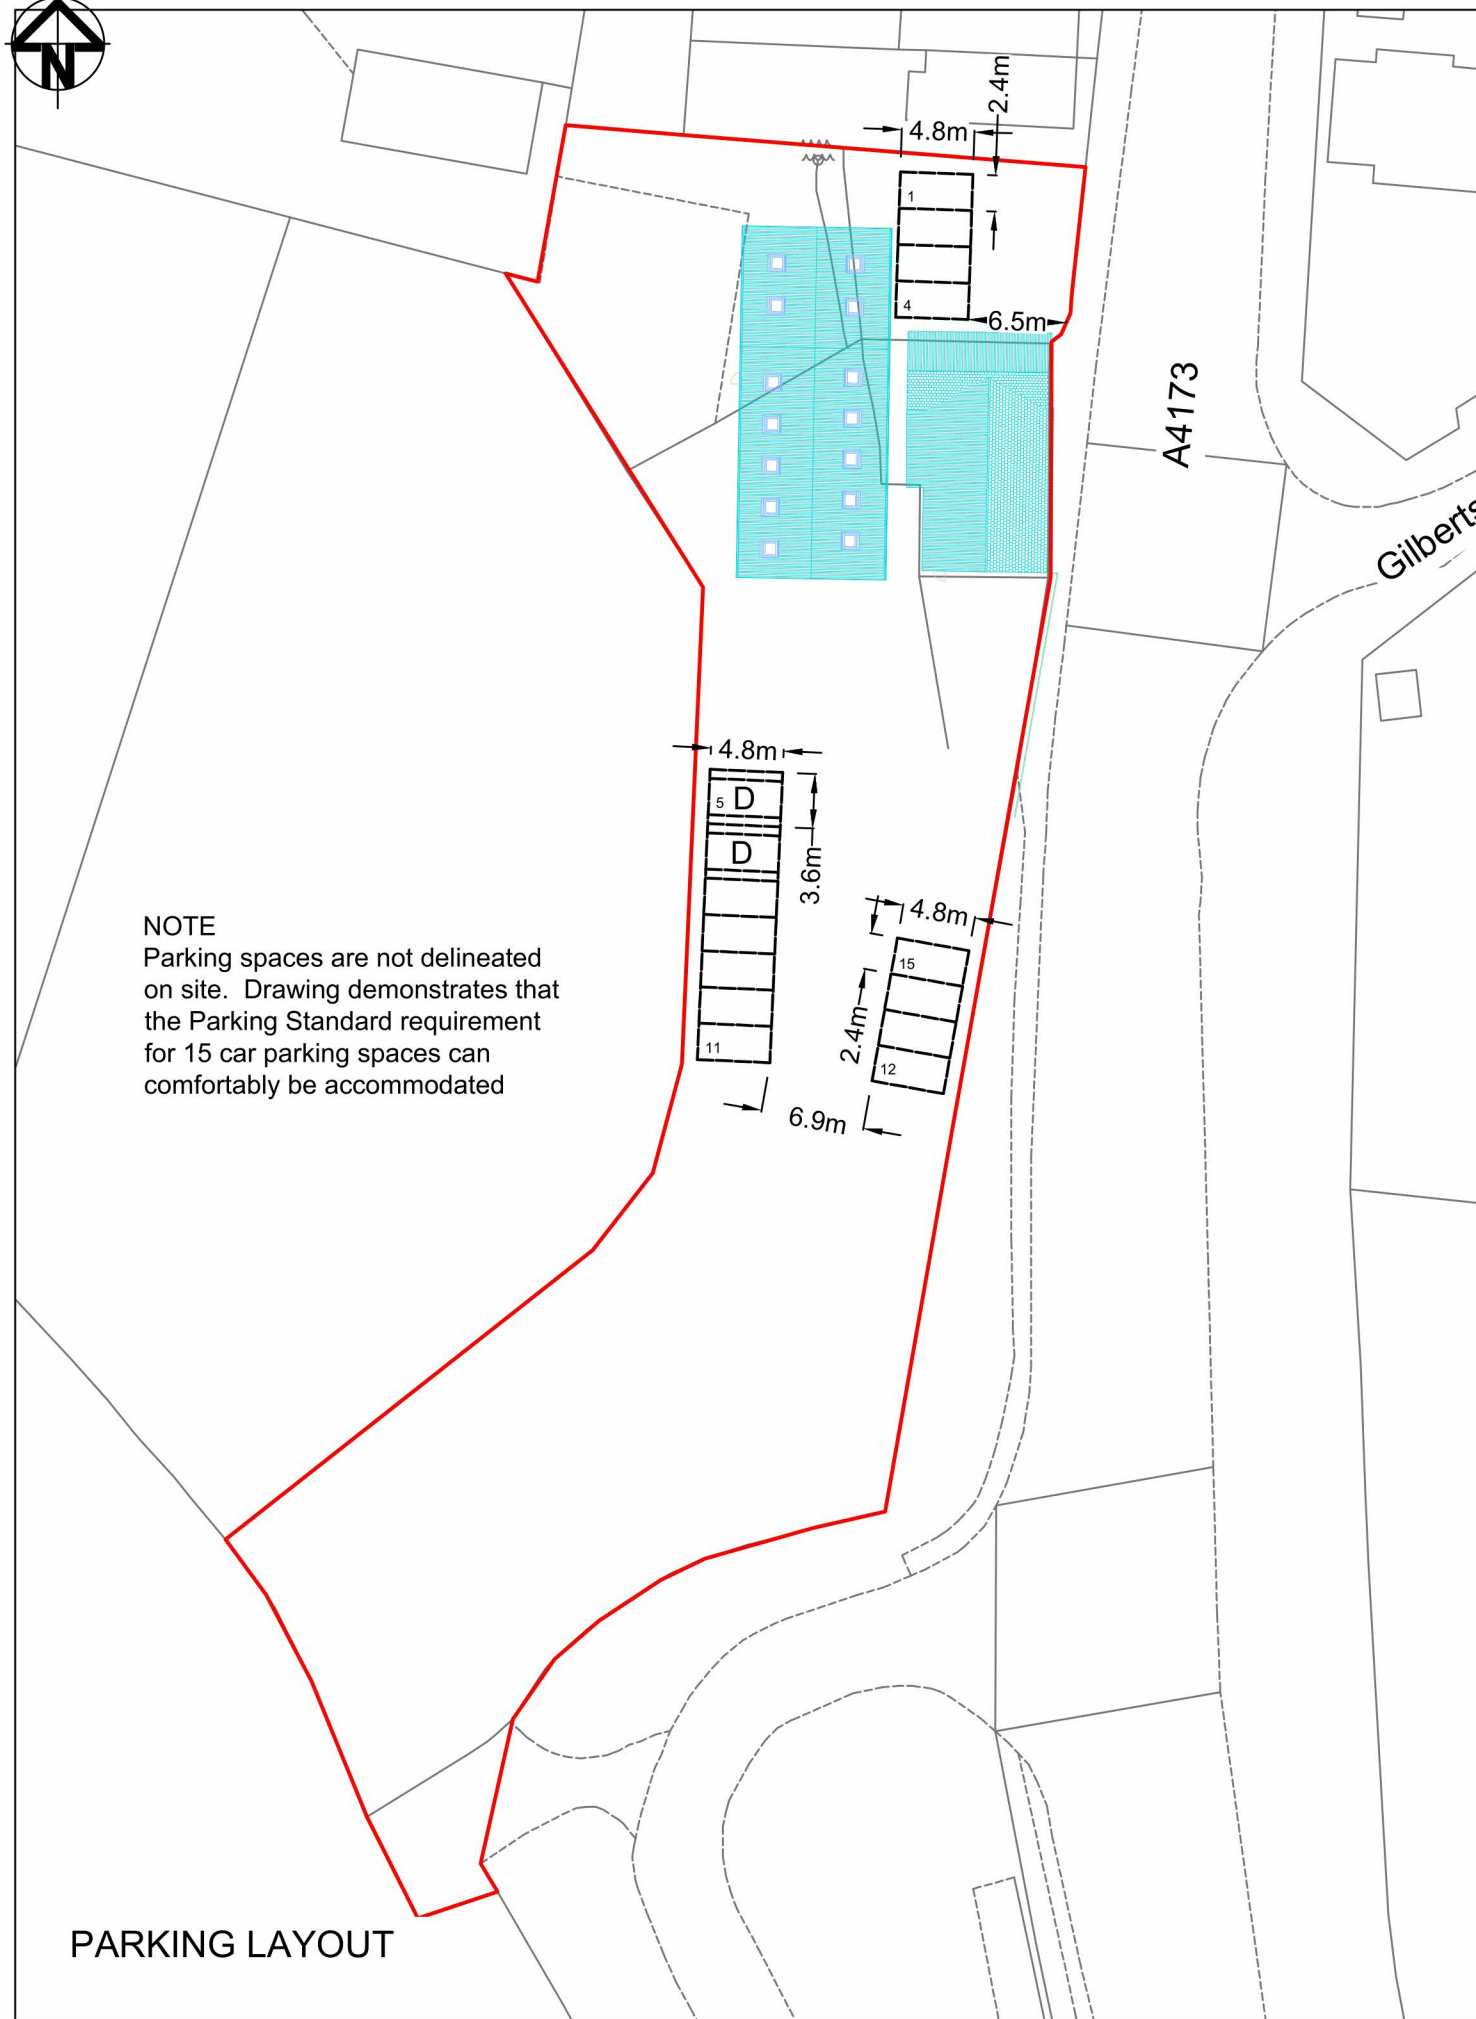 N
2.4m
4.8m
1
4
6.5m
A4173
Gilberts
4.8m
5 D
D
3.6m
4.8m
15
2.4m
12
11
6.9m
NOTE
Parking spaces are not delineated
on site. Drawing demonstrates that
the Parking Standard requirement
for 15 car parking spaces can
comfortably be accommodated
PARKING LAYOUT